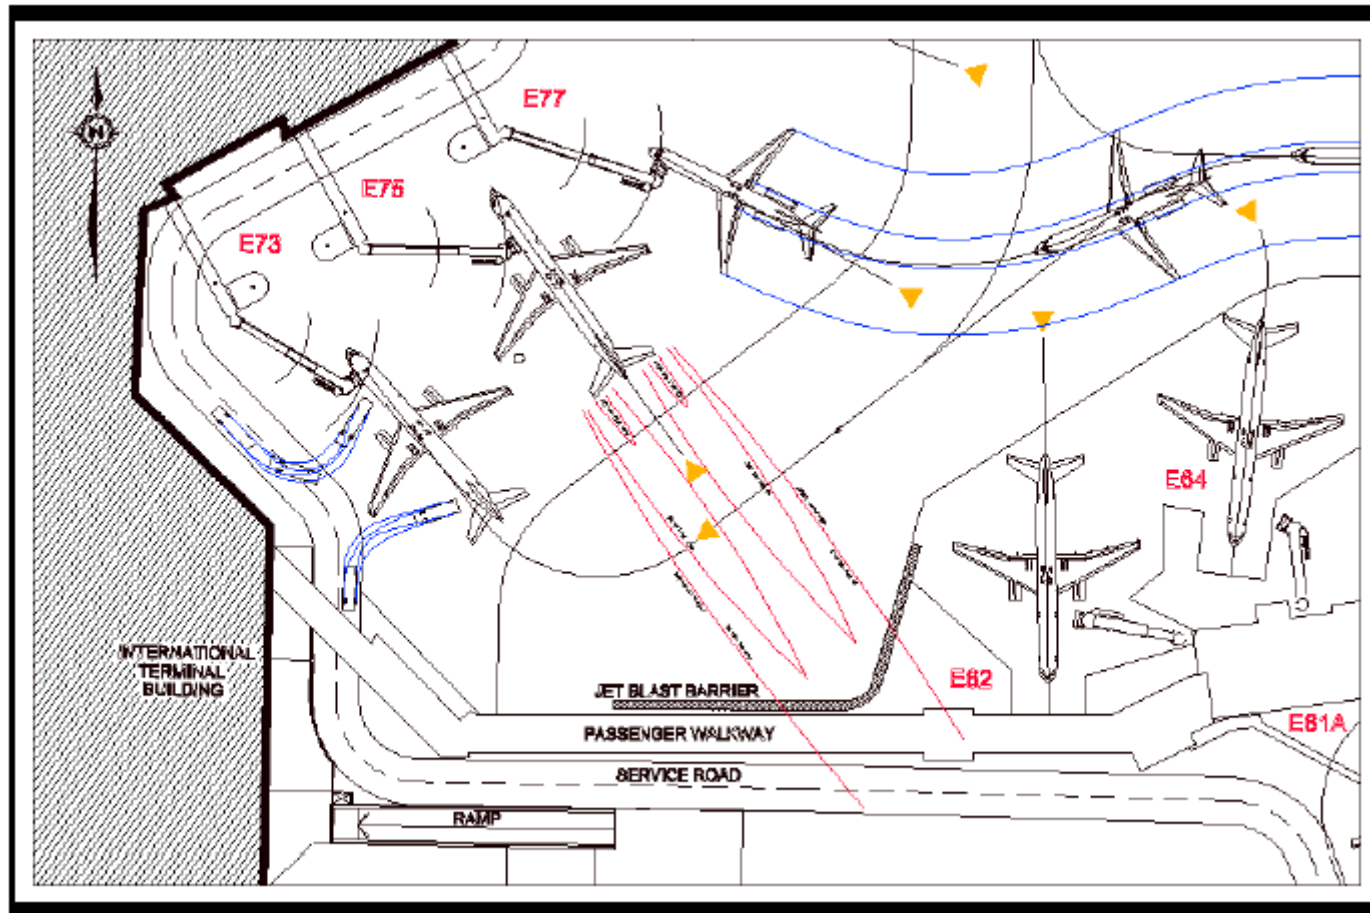 E77
N
E75
E73
E64
INTERNATIONAL
TERMINAL
BUILDING
E62
JET BLAST BARRIER
E61A
PASSENGER WALKWAY
SERVICE ROAD
RAMP